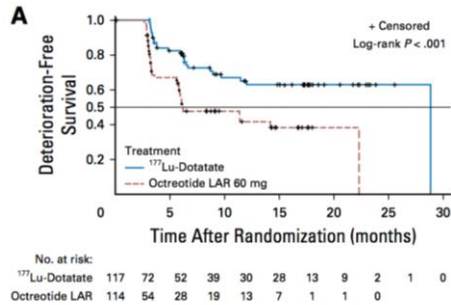 A
+ Censored
Log-rank P < .001
Deterioration-Free
Survival
1.0
0.8
0.6
0.5
0.4
0.2
Treatment
177Lu-Dotatate
Octreotide LAR 60 mg
0 5 10 15 20 25 30
Time After Randomization (months)
No. at risk:
177Lu-Dotatate 117 72 52 39 30 28 13 9 2 1 0
Octreotide LAR 114 54 28 19 13 7 1 1 0